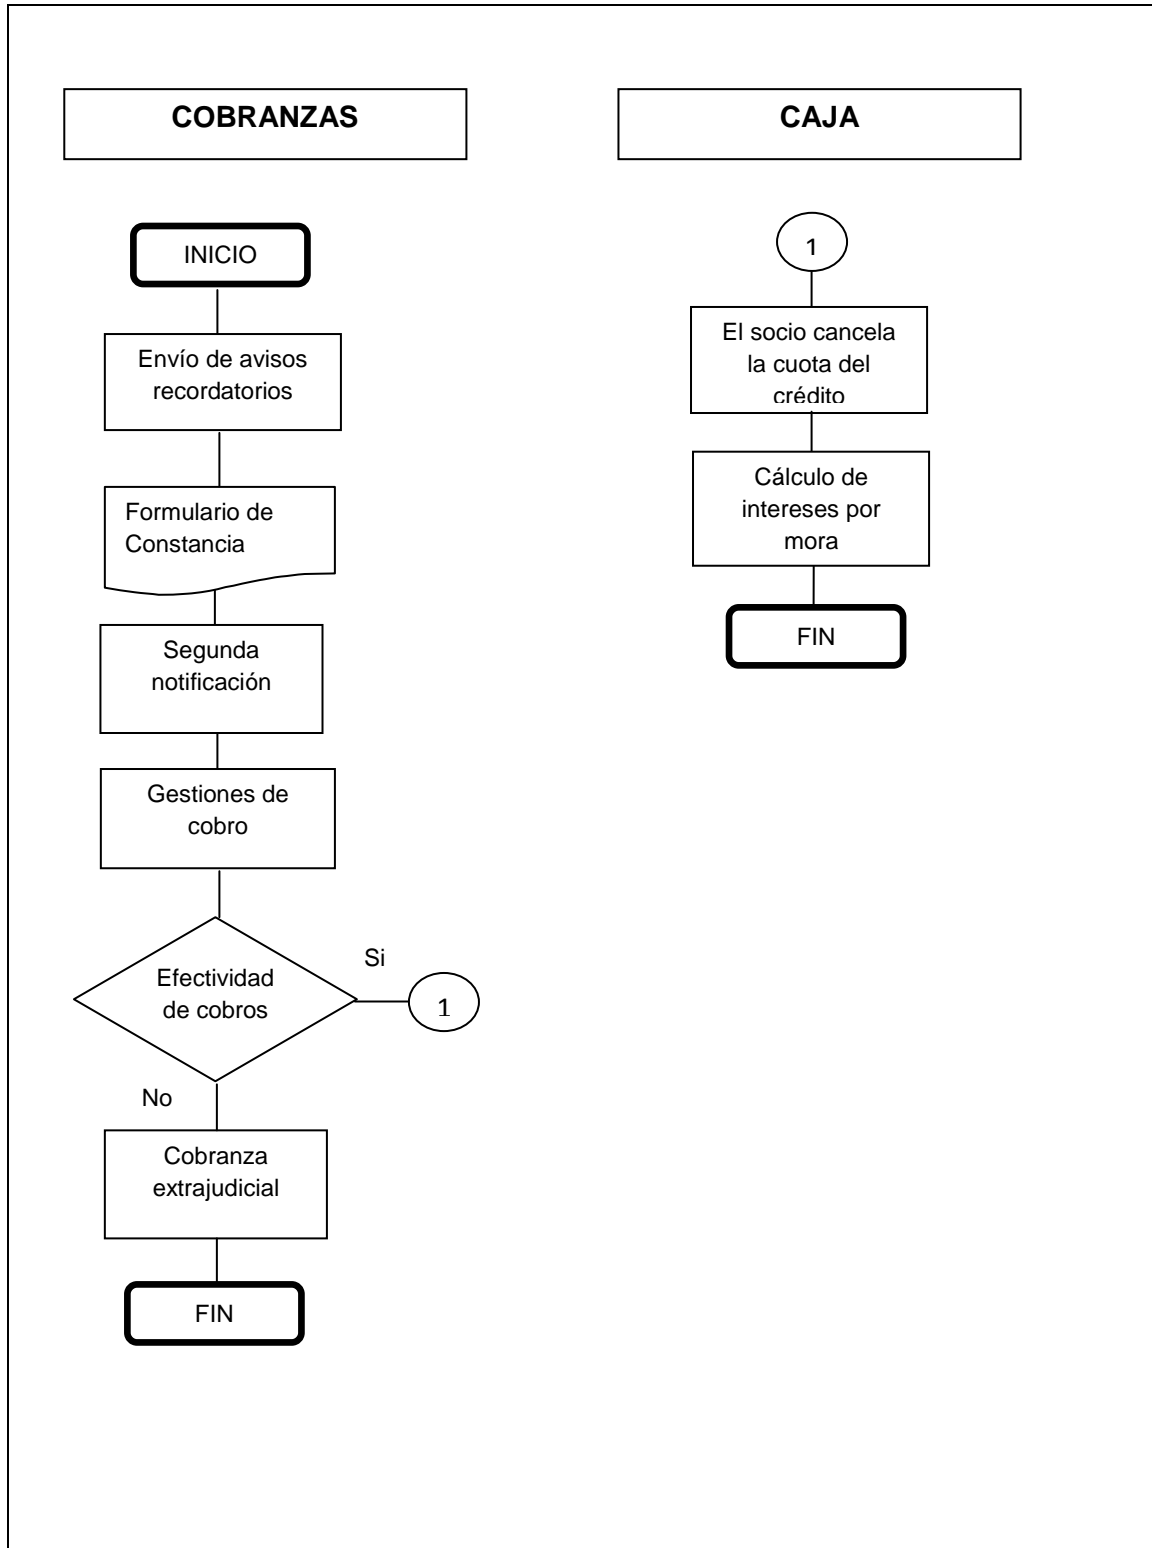 COBRANZAS
INICIO
Envío de avisos
recordatorios
Formulario de
Constancia
Segunda
notificación
Gestiones de
cobro
Efectividad
de cobros
Si
1
No
Cobranza
extrajudicial
FIN
CAJA
1
El socio cancela
la cuota del
crédito
Cálculo de
intereses por
mora
FIN